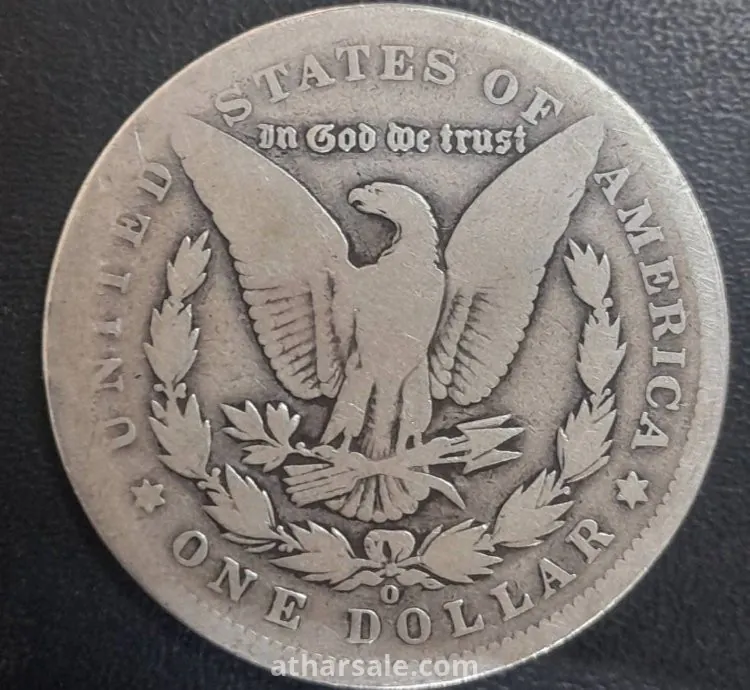 UNITED STATES OF AMERICA
In God we trust
O
ONE DOLLAR
atharsale.com